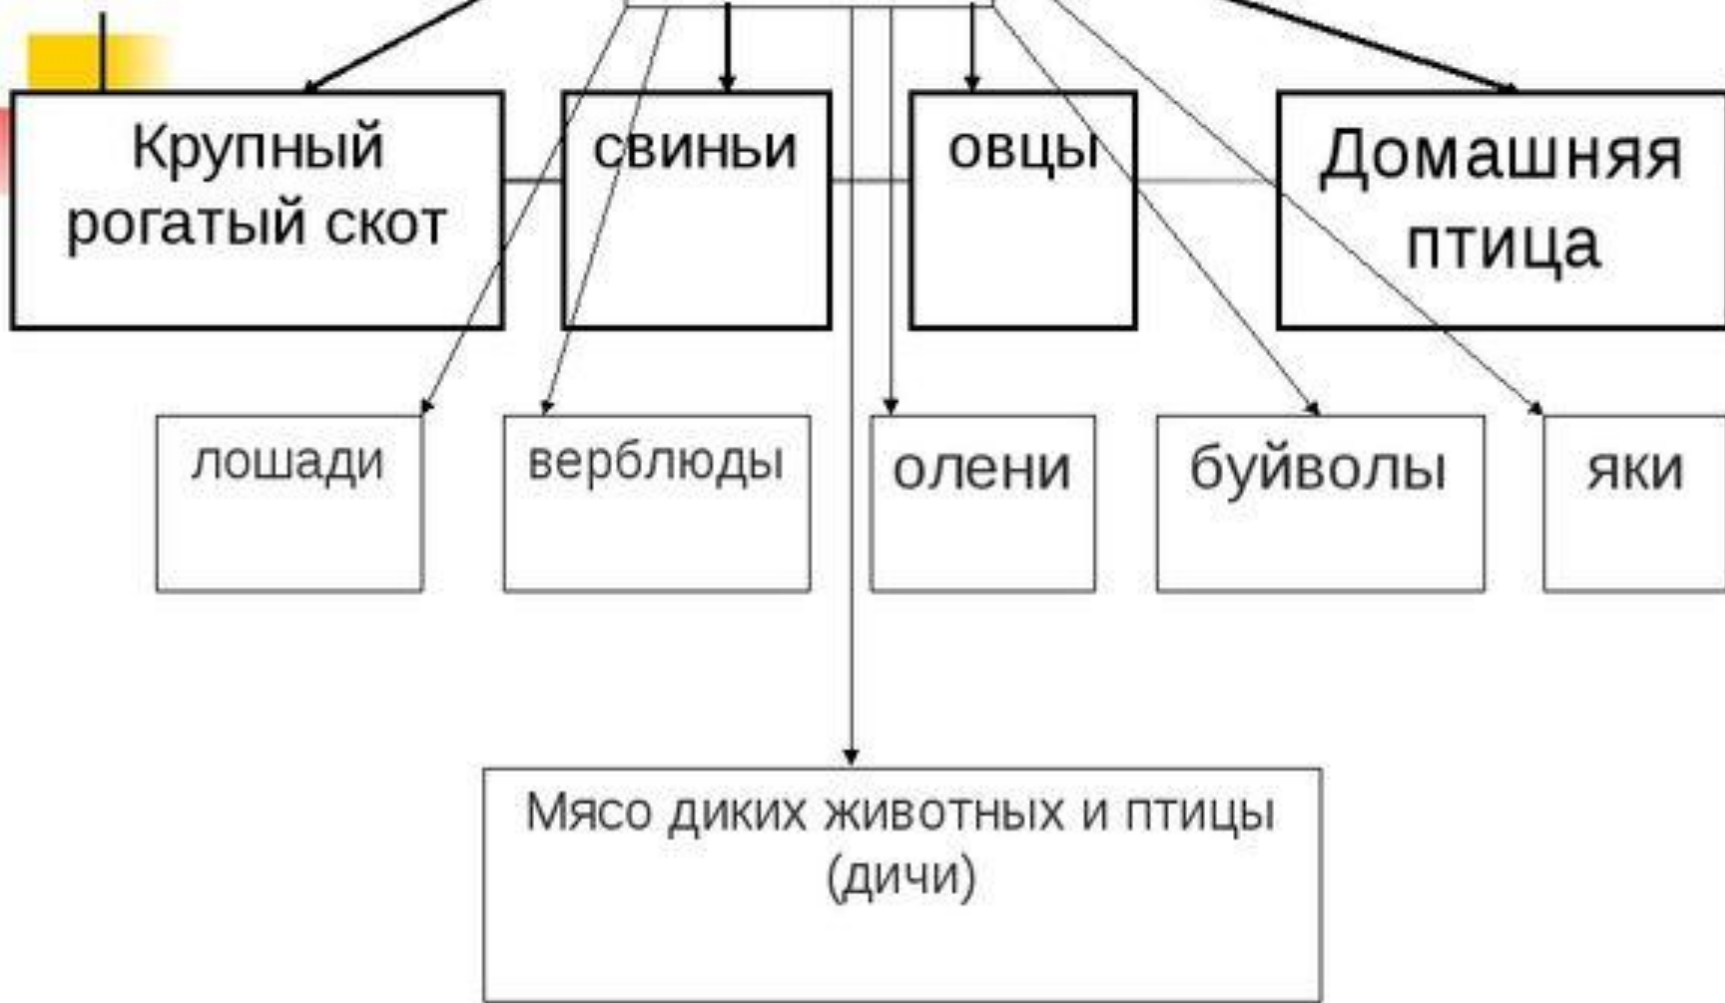 Крупный
рогатый скот
свиньи
овцы
Домашняя
птица
лошади
верблюды
олени
буйволы
яки
Мясо диких животных и птицы
(дичи)